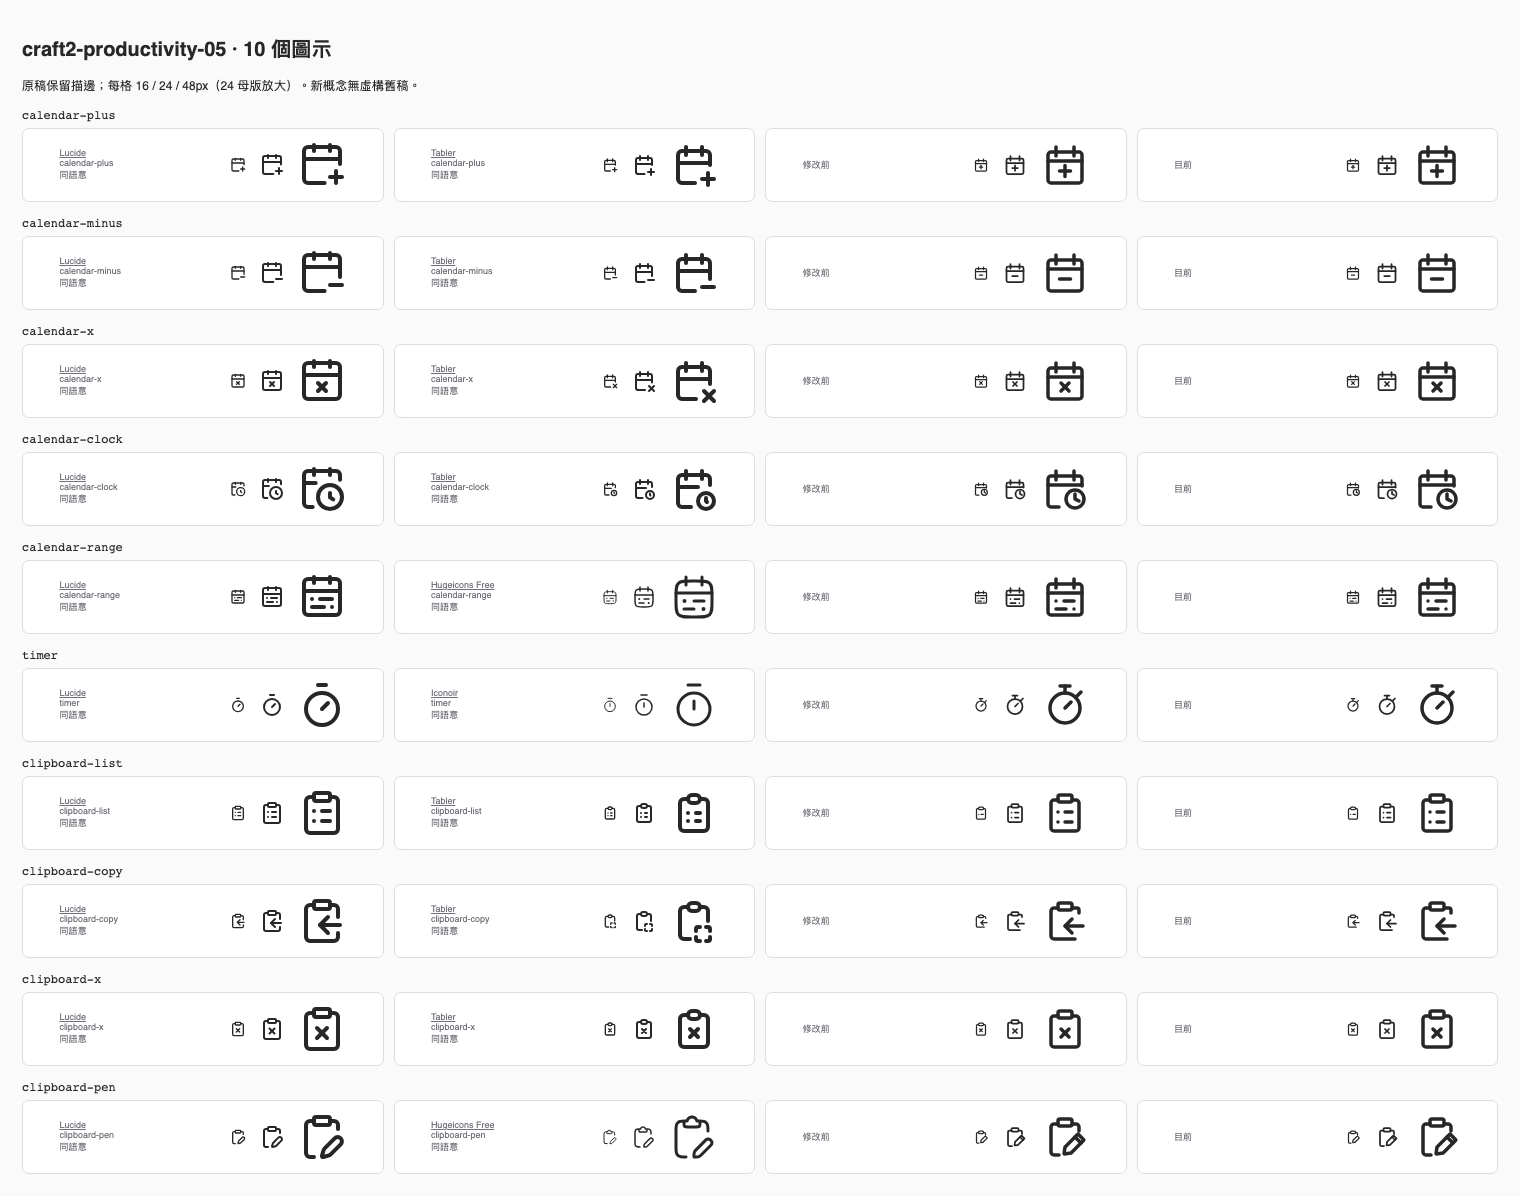 craft2-productivity-05 · 10 個圖示
原稿保留描邊；每格 16 / 24 / 48px（24 母版放大）。新概念無虛構舊稿。
calendar-plus
Lucide
calendar-plus
同語意
Tabler
calendar-plus
同語意
修改前
目前
calendar-minus
Lucide
calendar-minus
同語意
Tabler
calendar-minus
同語意
修改前
目前
calendar-x
Lucide
calendar-x
同語意
Tabler
calendar-x
同語意
修改前
目前
calendar-clock
Lucide
calendar-clock
同語意
Tabler
calendar-clock
同語意
修改前
目前
calendar-range
Lucide
calendar-range
同語意
Hugeicons Free
calendar-range
同語意
修改前
目前
timer
Lucide
timer
同語意
Iconoir
timer
同語意
修改前
目前
clipboard-list
Lucide
clipboard-list
同語意
Tabler
clipboard-list
同語意
修改前
目前
clipboard-copy
Lucide
clipboard-copy
同語意
Tabler
clipboard-copy
同語意
修改前
目前
clipboard-x
Lucide
clipboard-x
同語意
Tabler
clipboard-x
同語意
修改前
目前
clipboard-pen
Lucide
clipboard-pen
同語意
Hugeicons Free
clipboard-pen
同語意
修改前
目前